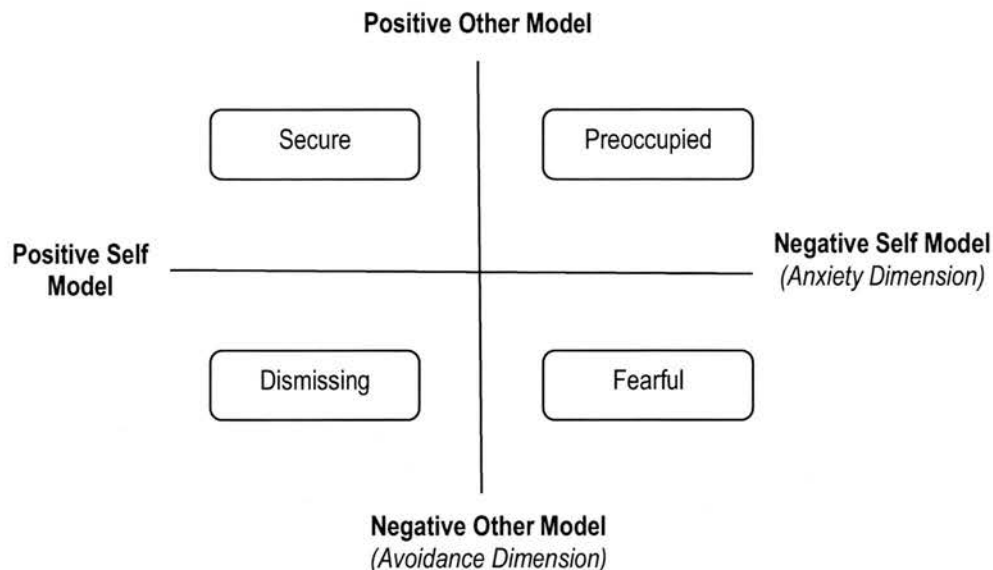 Positive Other Model
Secure
Preoccupied
Positive Self
Model
Negative Self Model
(Anxiety Dimension)
Dismissing
Fearful
Negative Other Model
(Avoidance Dimension)